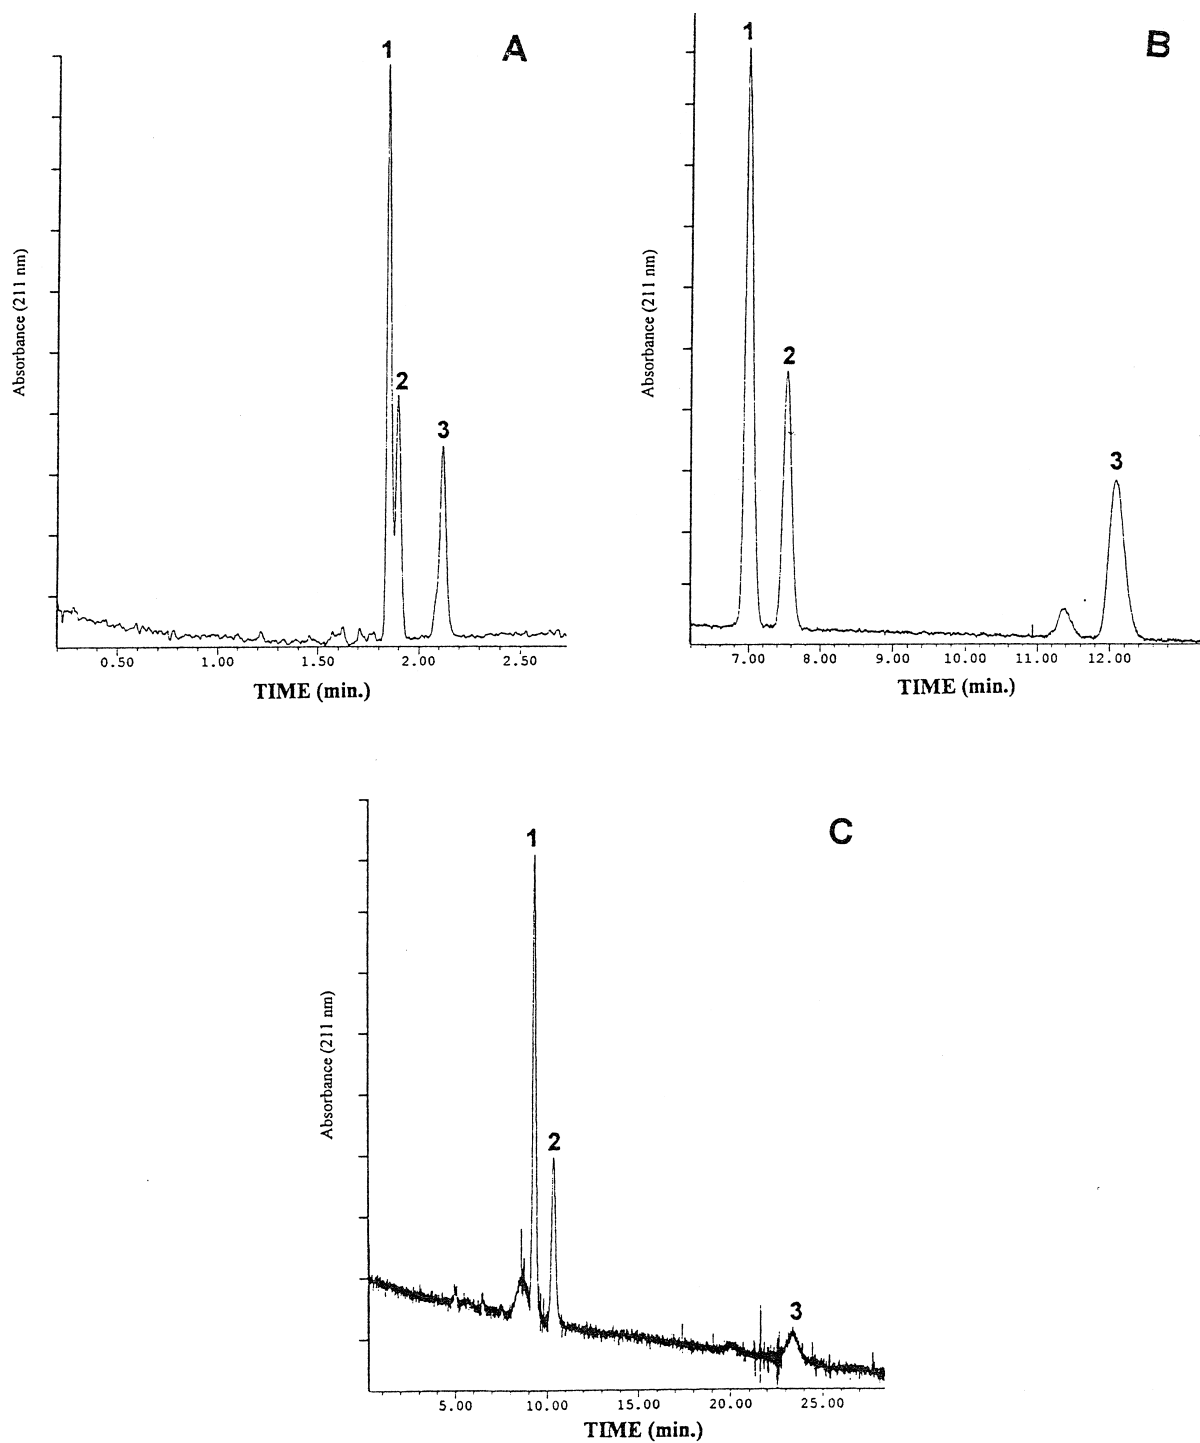 A
1
2
3
Absorbance (211 nm)
0.50 1.00 1.50 2.00 2.50
TIME (min.)
B
1
2
3
Absorbance (211 nm)
7.00 8.00 9.00 10.00 11.00 12.00
TIME (min.)
C
1
2
3
Absorbance (211 nm)
5.00 10.00 15.00 20.00 25.00
TIME (min.)